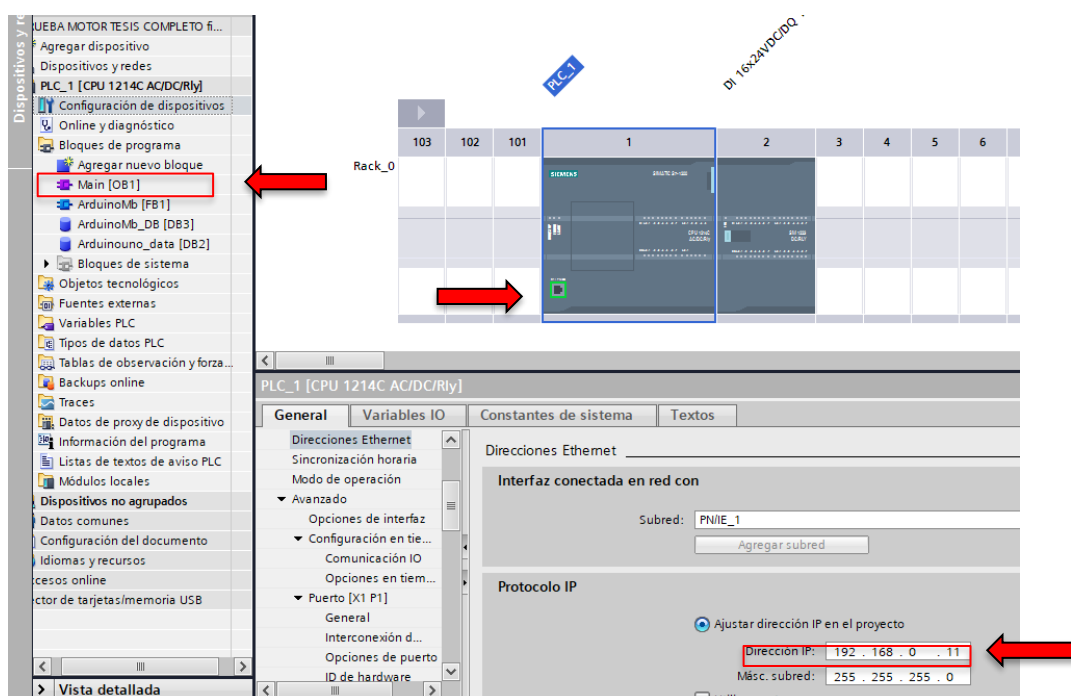 Dispositivos y re
UEBA MOTOR TESIS COMPLETO fi...
Agregar dispositivo
Dispositivos y redes
PLC_1 [CPU 1214C AC/DC/Rly]
Configuración de dispositivos
Online y diagnóstico
Bloques de programa
Agregar nuevo bloque
Main [OB1]
ArduinoMb [FB1]
ArduinoMb_DB [DB3]
Arduinouno_data [DB2]
Bloques de sistema
Objetos tecnológicos
Fuentes externas
Variables PLC
Tipos de datos PLC
Tablas de observación y forza...
Backups online
Traces
Datos de proxy de dispositivo
Información del programa
Listas de textos de aviso PLC
Módulos locales
Dispositivos no agrupados
Datos comunes
Configuración del documento
Idiomas y recursos
cesos online
ctor de tarjetas/memoria USB
Vista detallada
PLC_1
DI 16x24VDC/DQ
103 102 101 1 2 3 4 5 6
Rack_0
SIEMENS
PLC_1 [CPU 1214C AC/DC/Rly]
General Variables IO Constantes de sistema Textos
Direcciones Ethernet
Sincronización horaria
Modo de operación
Avanzado
Opciones de interfaz
Configuración en tie...
Comunicación IO
Opciones en tiem...
Puerto [X1 P1]
General
Interconexión d...
Opciones de puerto
ID de hardware
Direcciones Ethernet
Interfaz conectada en red con
Subred: PN/IE_1
Agregar subred
Protocolo IP
Ajustar dirección IP en el proyecto
Dirección IP: 192 . 168 . 0 . 11
Másc. subred: 255 . 255 . 255 . 0